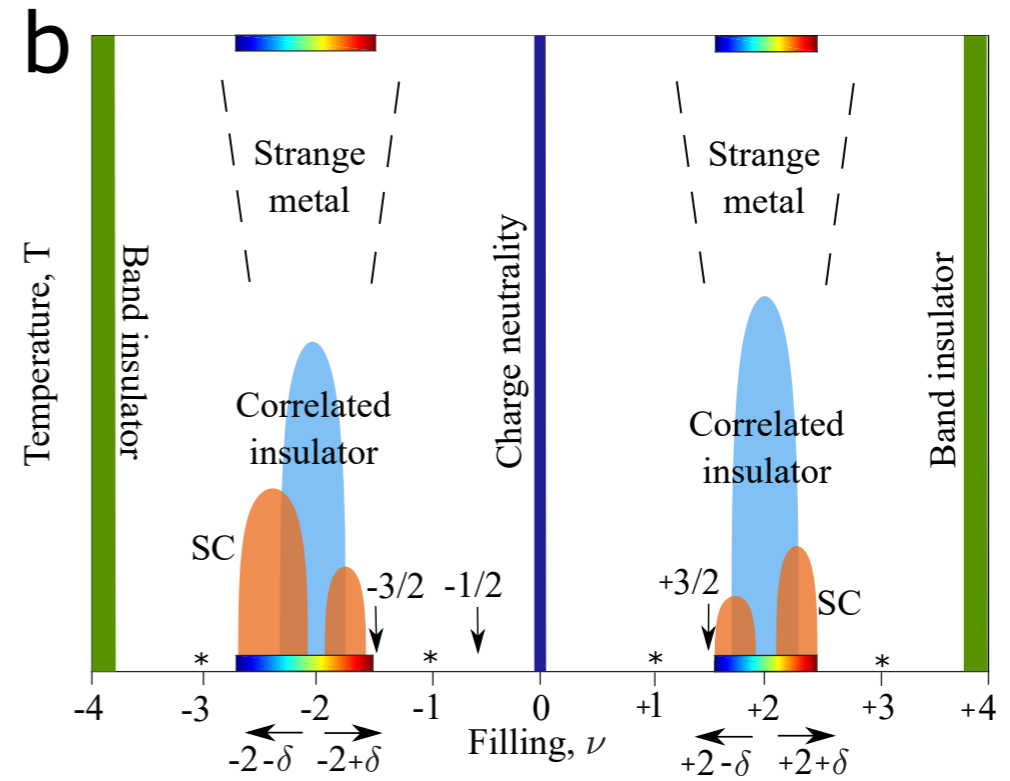 b
Strange
metal
Strange
metal
Temperature, T
Band insulator
Charge neutrality
Band insulator
Correlated
insulator
Correlated
insulator
SC
-3/2
-1/2
+3/2
SC
*
*
*
*
-4
-3
-2
-1
0
+1
+2
+3
+4
-2-δ
-2+δ
Filling, ν
+2-δ
+2+δ